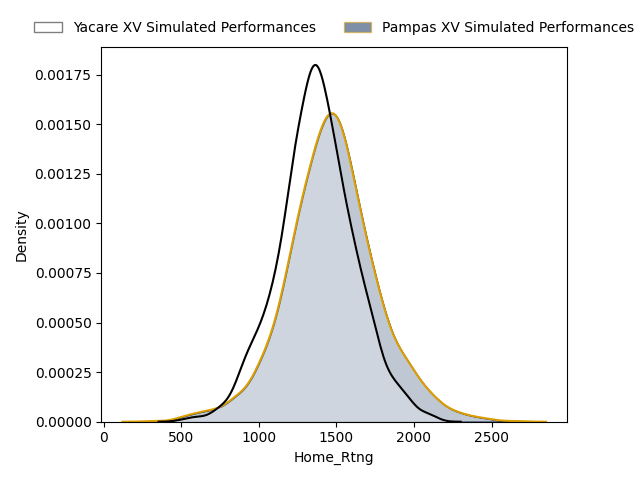 Yacare XV Simulated Performances Pampas XV Simulated Performances
0.00175
0.00150
0.00125
0.00100
0.00075
0.00050
0.00025
0.00000
Density
0 500 1000 1500 2000 2500
Home_Rtng